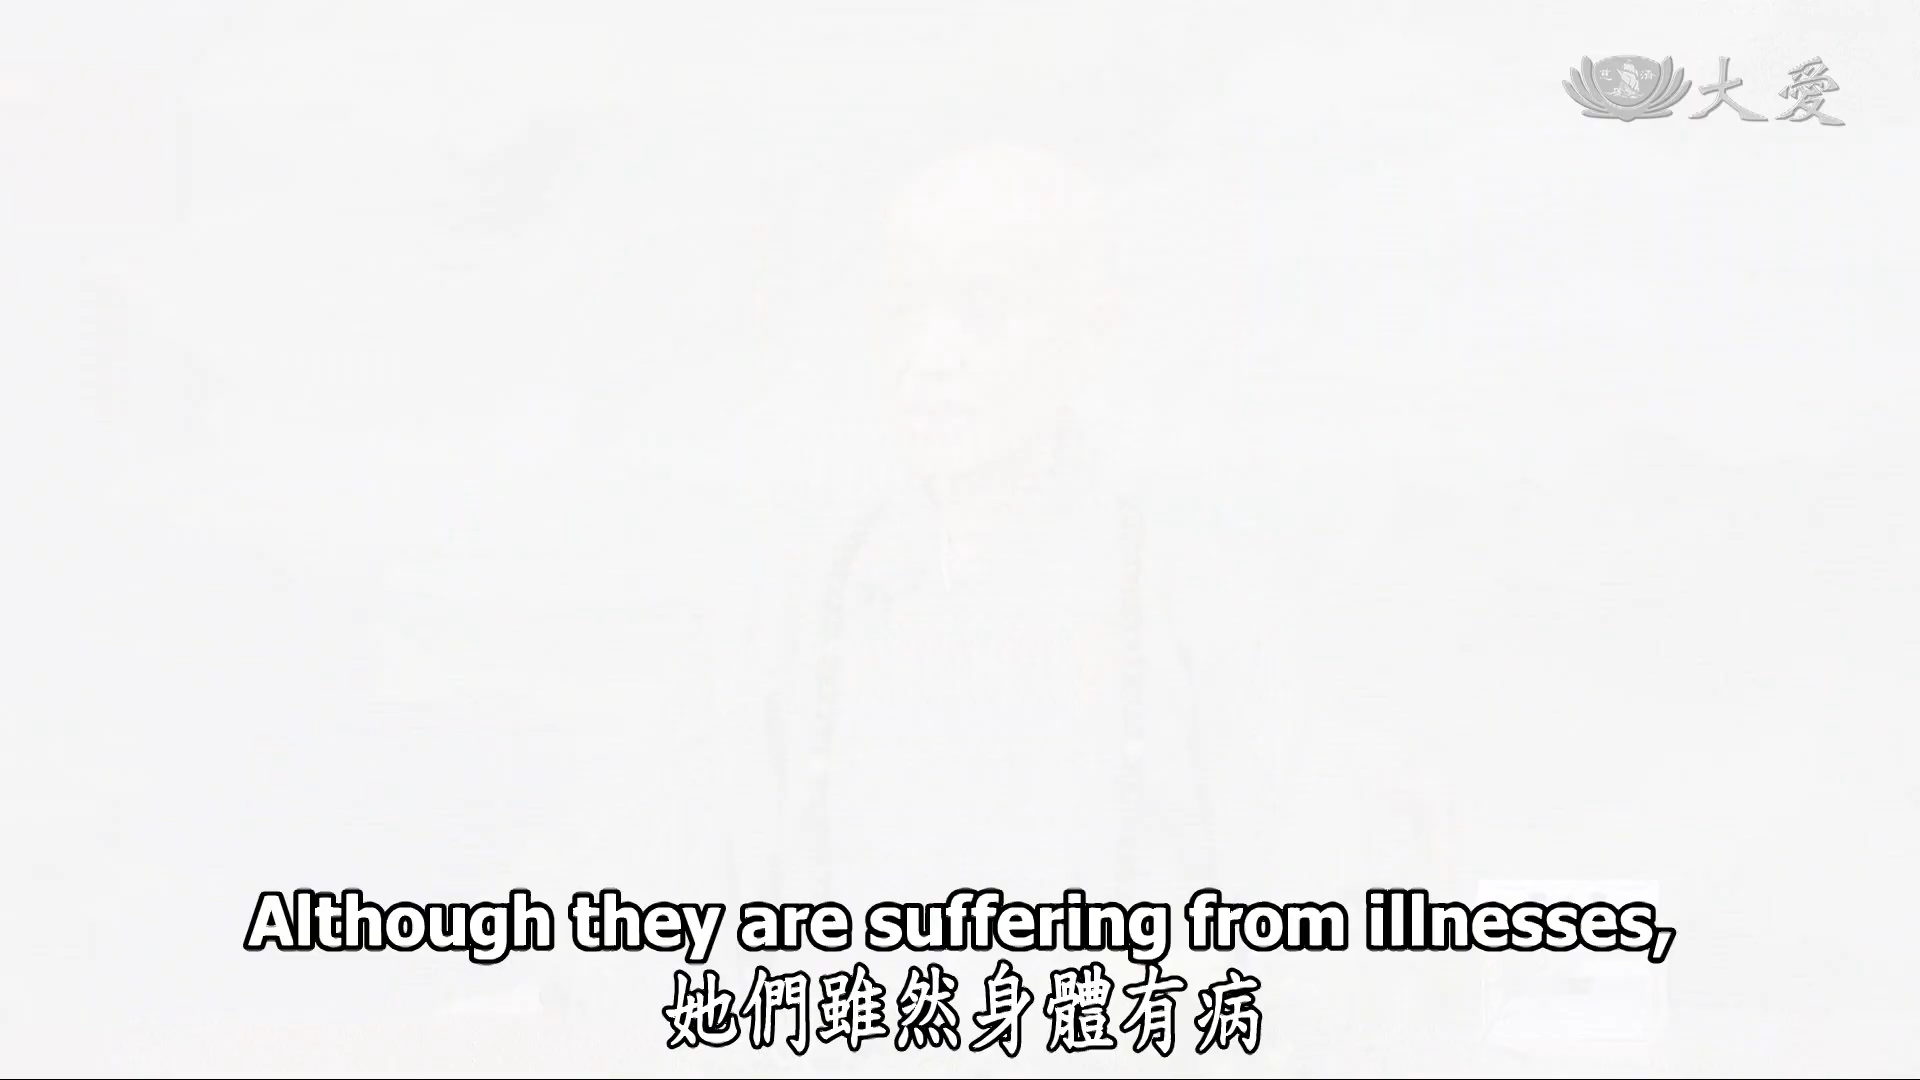 大愛
Although they are suffering from illnesses,
她們雖然身體有病